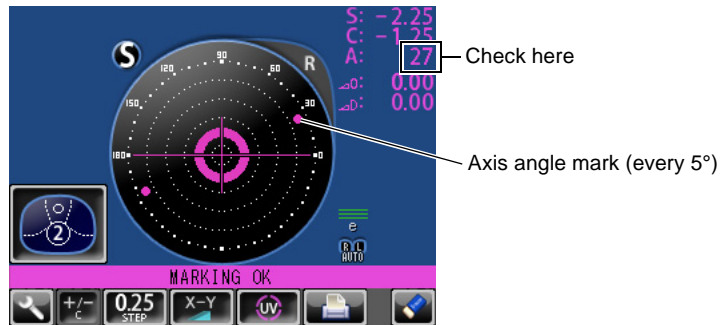 S: -2.25
C: -1.25
A: 27
⊿O: 0.00
⊿D: 0.00
Check here
Axis angle mark (every 5°)
S
R
120
90
60
150
30
180
0
2
e
R L
AUTO
MARKING OK
+/-
C
0.25
STEP
X-Y
UV